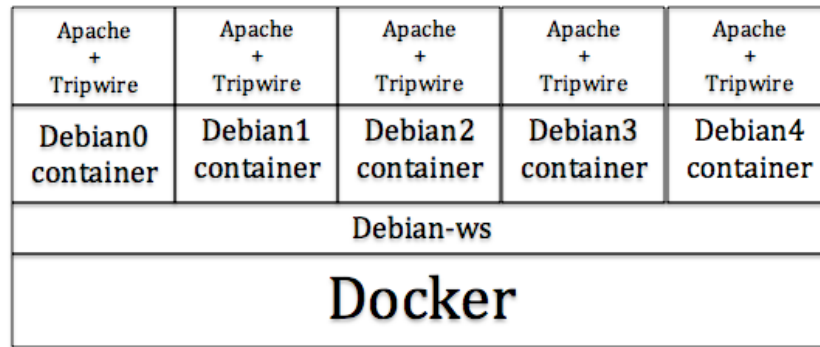 Apache
+
Tripwire
Apache
+
Tripwire
Apache
+
Tripwire
Apache
+
Tripwire
Apache
+
Tripwire
Debian0
container
Debian1
container
Debian2
container
Debian3
container
Debian4
container
Debian-ws
Docker